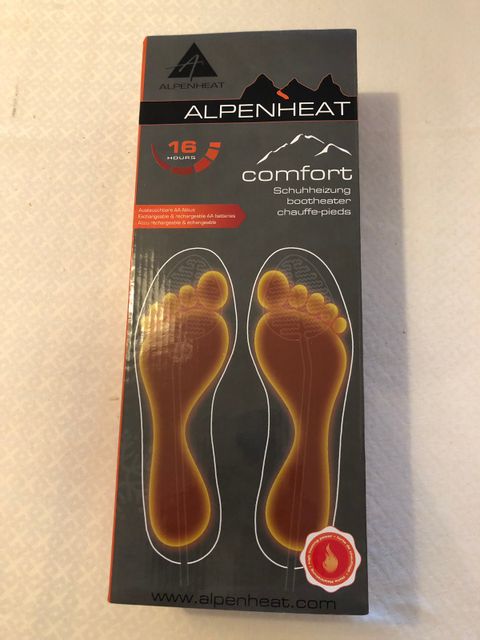 ALPENHEAT
ALPENHEAT
16
HOURS
comfort
Schuhheizung
bootheater
chauffe-pieds
Austauschbare AA Akkus
Exchangeable & rechargeable AA batteries
Accu rechargeable & échangeable
www.alpenheat.com